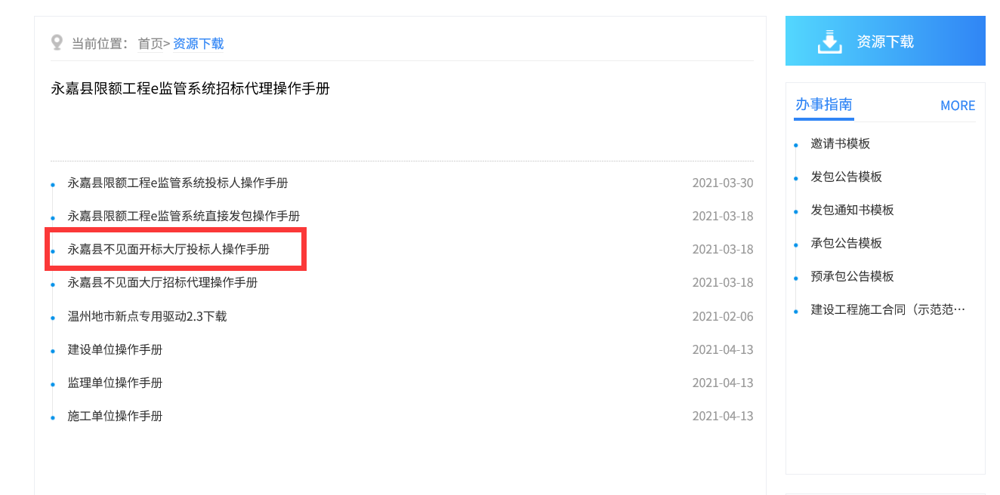 当前位置： 首页> 资源下载
永嘉县限额工程e监管系统招标代理操作手册
永嘉县限额工程e监管系统投标人操作手册 2021-03-30
永嘉县限额工程e监管系统直接发包操作手册 2021-03-18
永嘉县不见面开标大厅投标人操作手册 2021-03-18
永嘉县不见面大厅招标代理操作手册 2021-03-18
温州地市新点专用驱动2.3下载 2021-02-06
建设单位操作手册 2021-04-13
监理单位操作手册 2021-04-13
施工单位操作手册 2021-04-13
资源下载
办事指南 MORE
邀请书模板
发包公告模板
发包通知书模板
承包公告模板
预承包公告模板
建设工程施工合同（示范范…